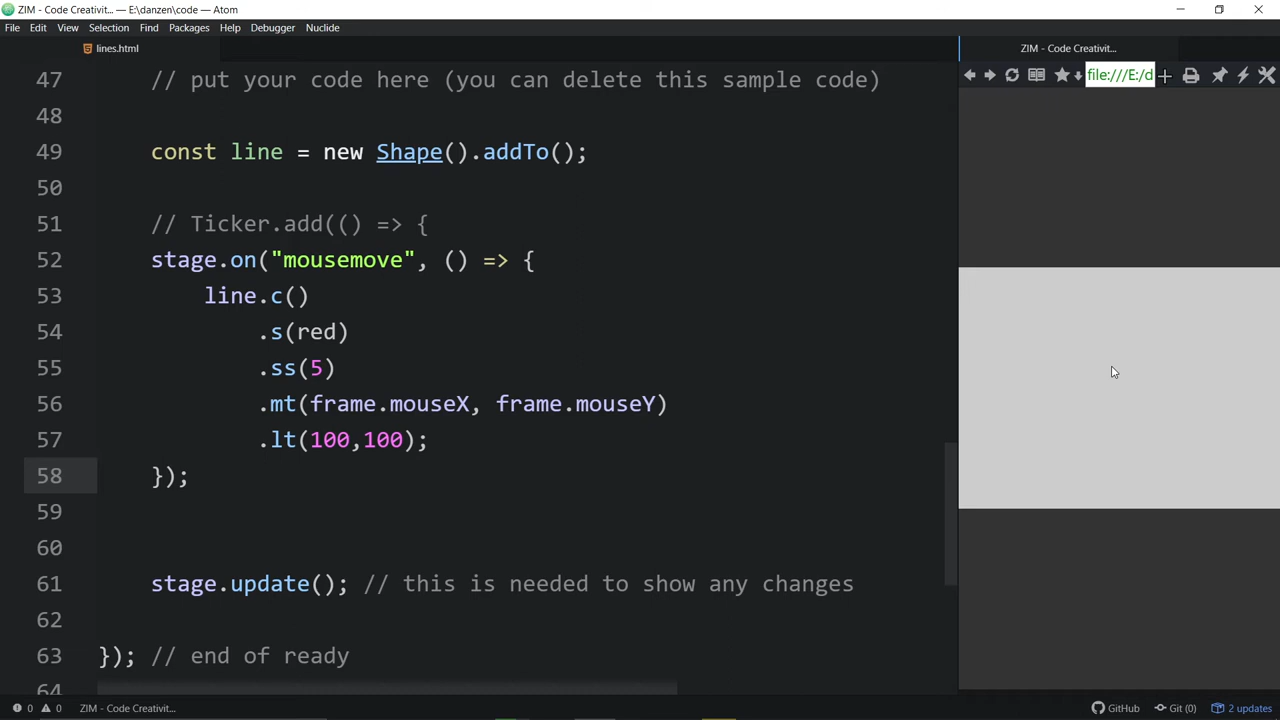 ZIM - Code Creativit... — E:\danzen\code — Atom
File Edit View Selection Find Packages Help Debugger Nuclide
lines.html
ZIM - Code Creativit...
file:///E:/d
47 // put your code here (you can delete this sample code)
48
49 const line = new Shape().addTo();
50
51 // Ticker.add(() => {
52 stage.on("mousemove", () => {
53 line.c()
54 .s(red)
55 .ss(5)
56 .mt(frame.mouseX, frame.mouseY)
57 .lt(100,100);
58 });
59
60
61 stage.update(); // this is needed to show any changes
62
63 }); // end of ready
64
0 0 ZIM - Code Creativit...
GitHub Git (0) 2 updates